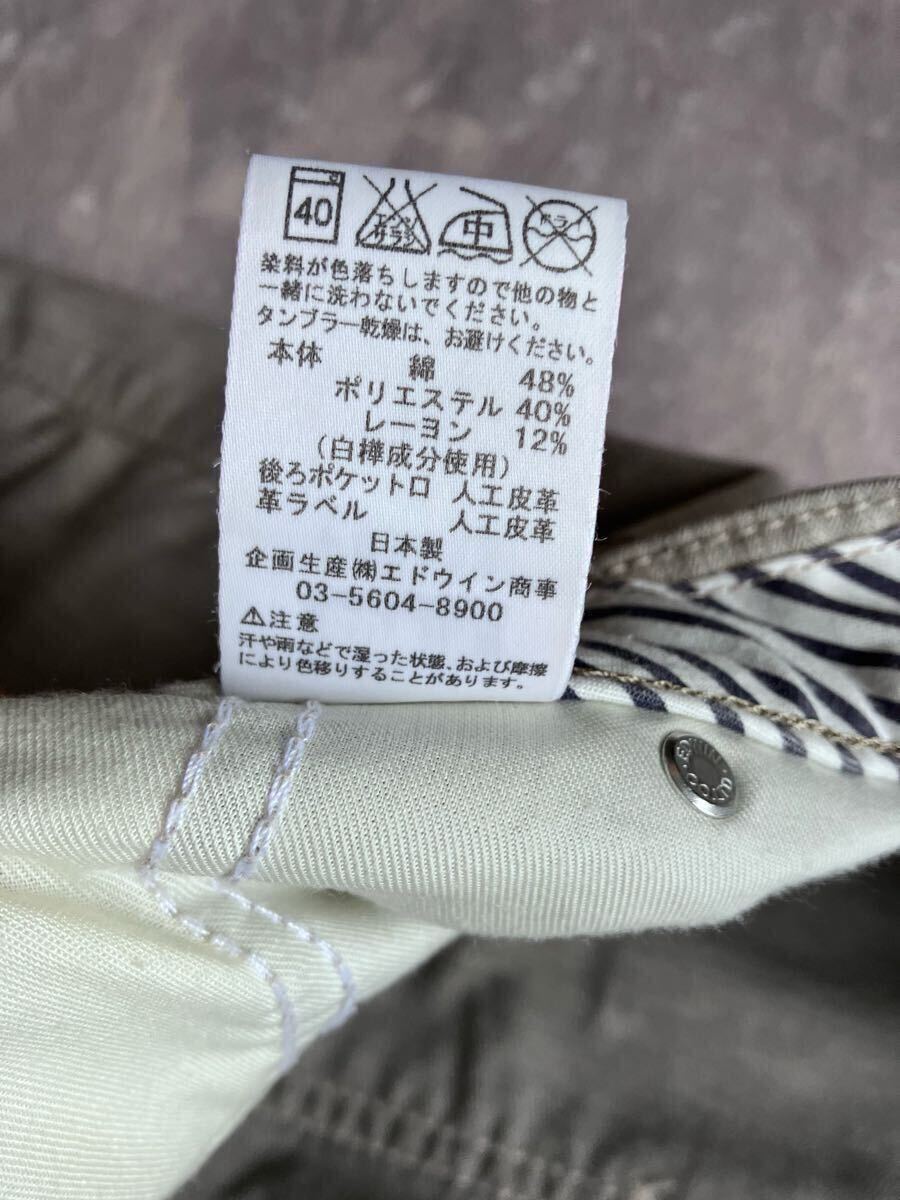 40 エンソ サラシ 中 ドライ
染料が色落ちしますので他の物と
一緒に洗わないでください。
タンブラー乾燥は、お避けください。
本体 綿 48%
ポリエステル 40%
レーヨン 12%
(白樺成分使用)
後ろポケット口 人工皮革
革ラベル 人工皮革
日本製
企画生産㈱エドウイン商事
03-5604-8900
⚠注意
汗や雨などで湿った状態、および摩擦
により色移りすることがあります。
EDWIN